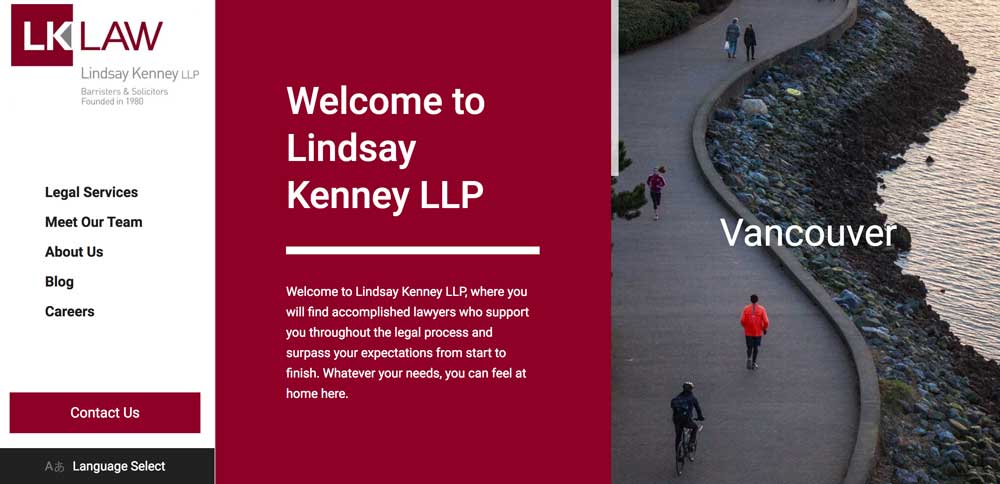 LK LAW
Lindsay Kenney LLP
Barristers & Solicitors
Founded in 1980
Legal Services
Meet Our Team
About Us
Blog
Careers
Contact Us
Aあ Language Select
Welcome to
Lindsay
Kenney LLP
Welcome to Lindsay Kenney LLP, where you
will find accomplished lawyers who support
you throughout the legal process and
surpass your expectations from start to
finish. Whatever your needs, you can feel at
home here.
Vancouver